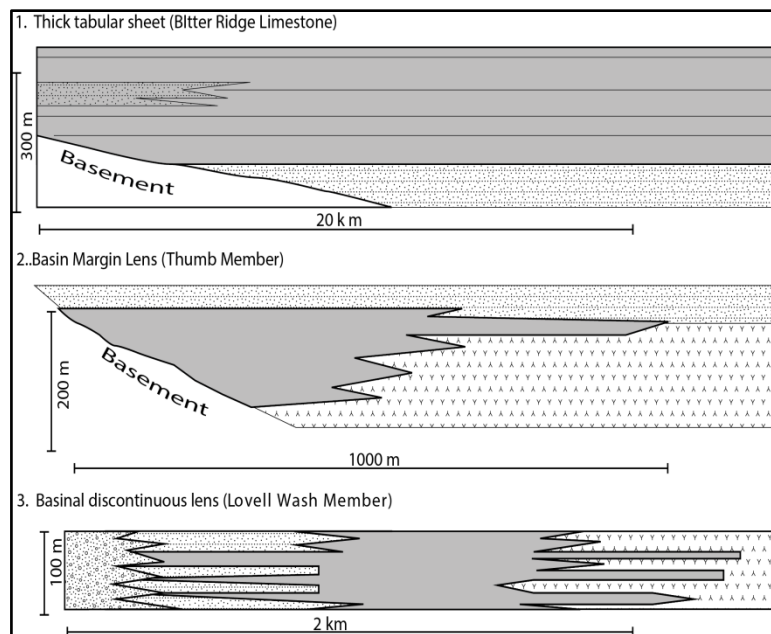 1. Thick tabular sheet (BItter Ridge Limestone)
300 m
Basement
20 km
2..Basin Margin Lens (Thumb Member)
200 m
Basement
1000 m
3. Basinal discontinuous lens (Lovell Wash Member)
100 m
2 km